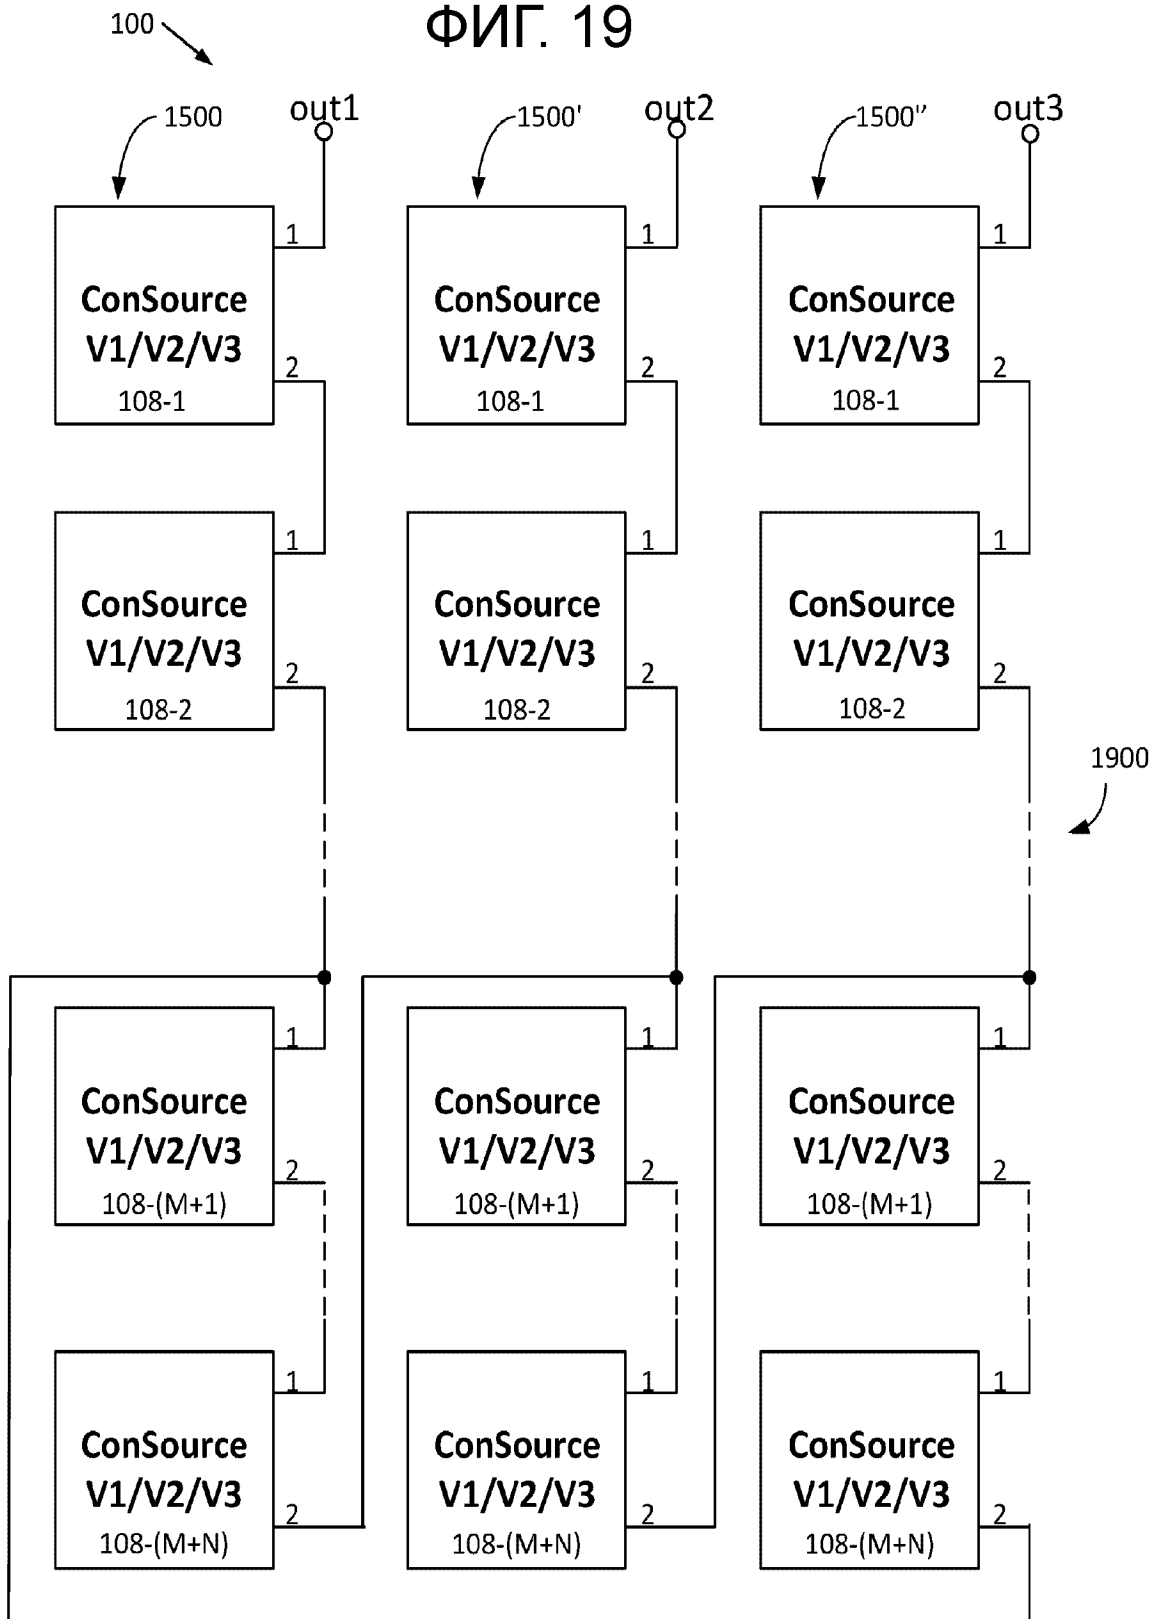 ФИГ. 19
100
1500 out1 1500' out2 1500'' out3
1 1 1
ConSource ConSource ConSource
V1/V2/V3 V1/V2/V3 V1/V2/V3
2 2 2
108-1 108-1 108-1
1 1 1
ConSource ConSource ConSource
V1/V2/V3 V1/V2/V3 V1/V2/V3
2 2 2
108-2 108-2 108-2
1900
1 1 1
ConSource ConSource ConSource
V1/V2/V3 V1/V2/V3 V1/V2/V3
2 2 2
108-(M+1) 108-(M+1) 108-(M+1)
1 1 1
ConSource ConSource ConSource
V1/V2/V3 V1/V2/V3 V1/V2/V3
2 2 2
108-(M+N) 108-(M+N) 108-(M+N)